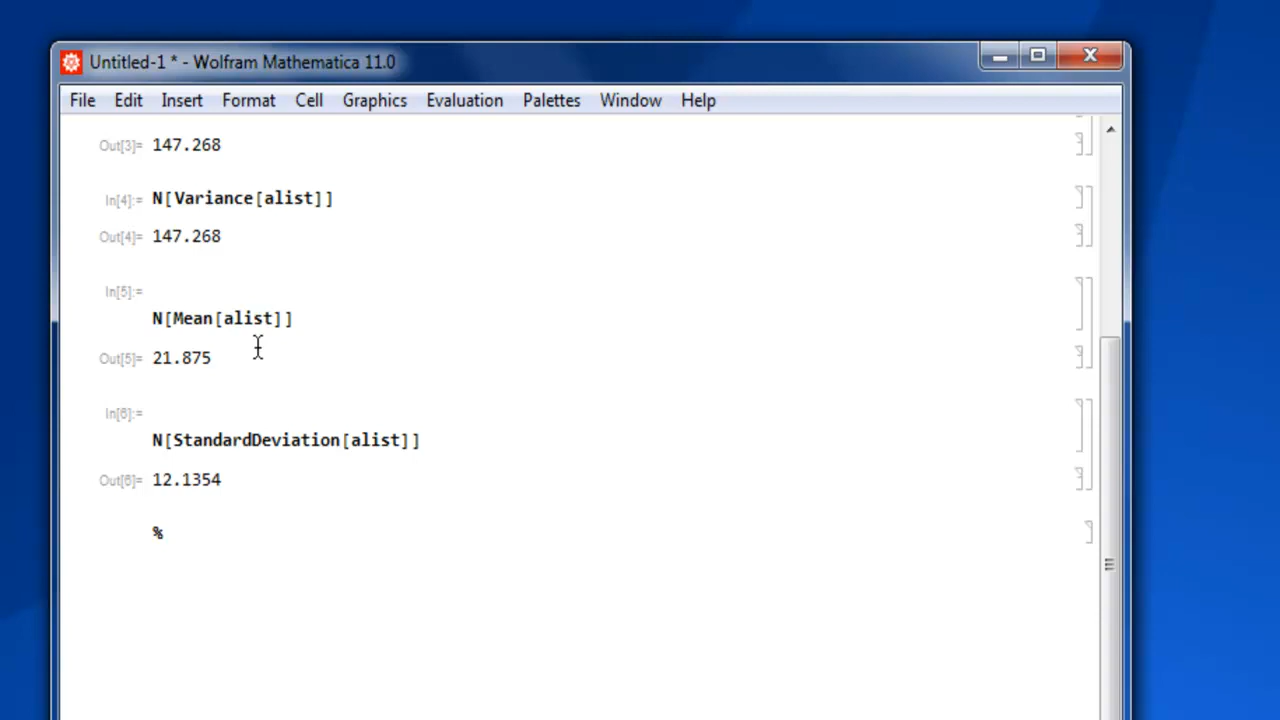 Untitled-1 * - Wolfram Mathematica 11.0
File Edit Insert Format Cell Graphics Evaluation Palettes Window Help
Out[3]= 147.268
In[4]:= N[Variance[alist]]
Out[4]= 147.268
In[5]:=
N[Mean[alist]]
Out[5]= 21.875
In[6]:=
N[StandardDeviation[alist]]
Out[6]= 12.1354
%